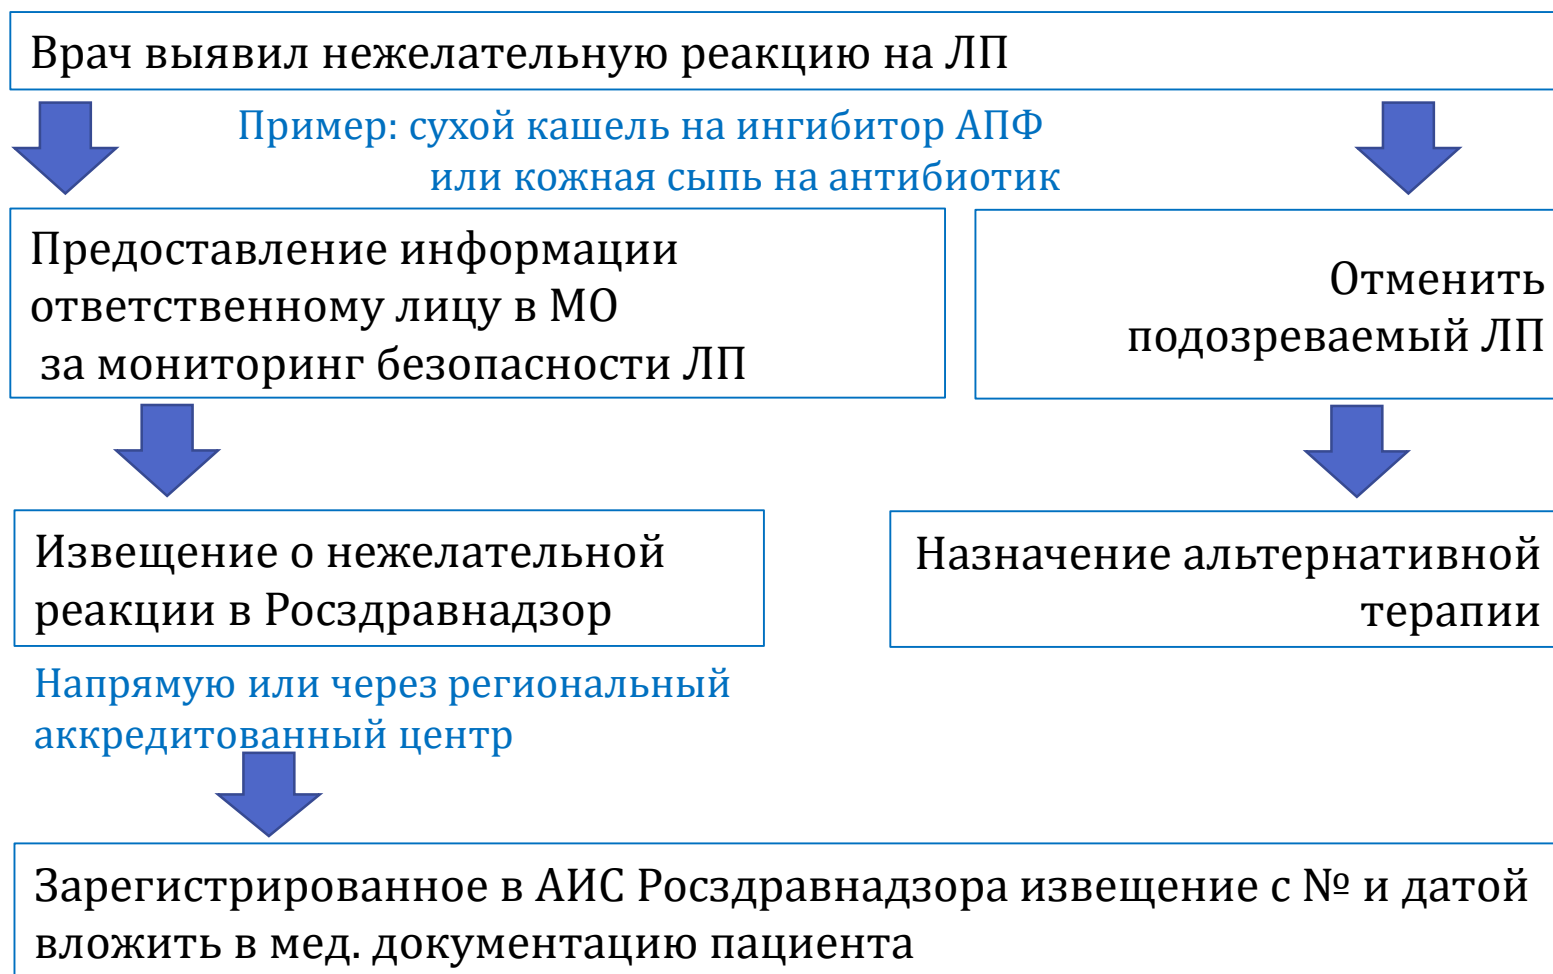 Врач выявил нежелательную реакцию на ЛП
Пример: сухой кашель на ингибитор АПФ
или кожная сыпь на антибиотик
Предоставление информации
ответственному лицу в МО
за мониторинг безопасности ЛП
Отменить
подозреваемый ЛП
Извещение о нежелательной
реакции в Росздравнадзор
Назначение альтернативной
терапии
Напрямую или через региональный
аккредитованный центр
Зарегистрированное в АИС Росздравнадзора извещение с № и датой
вложить в мед. документацию пациента